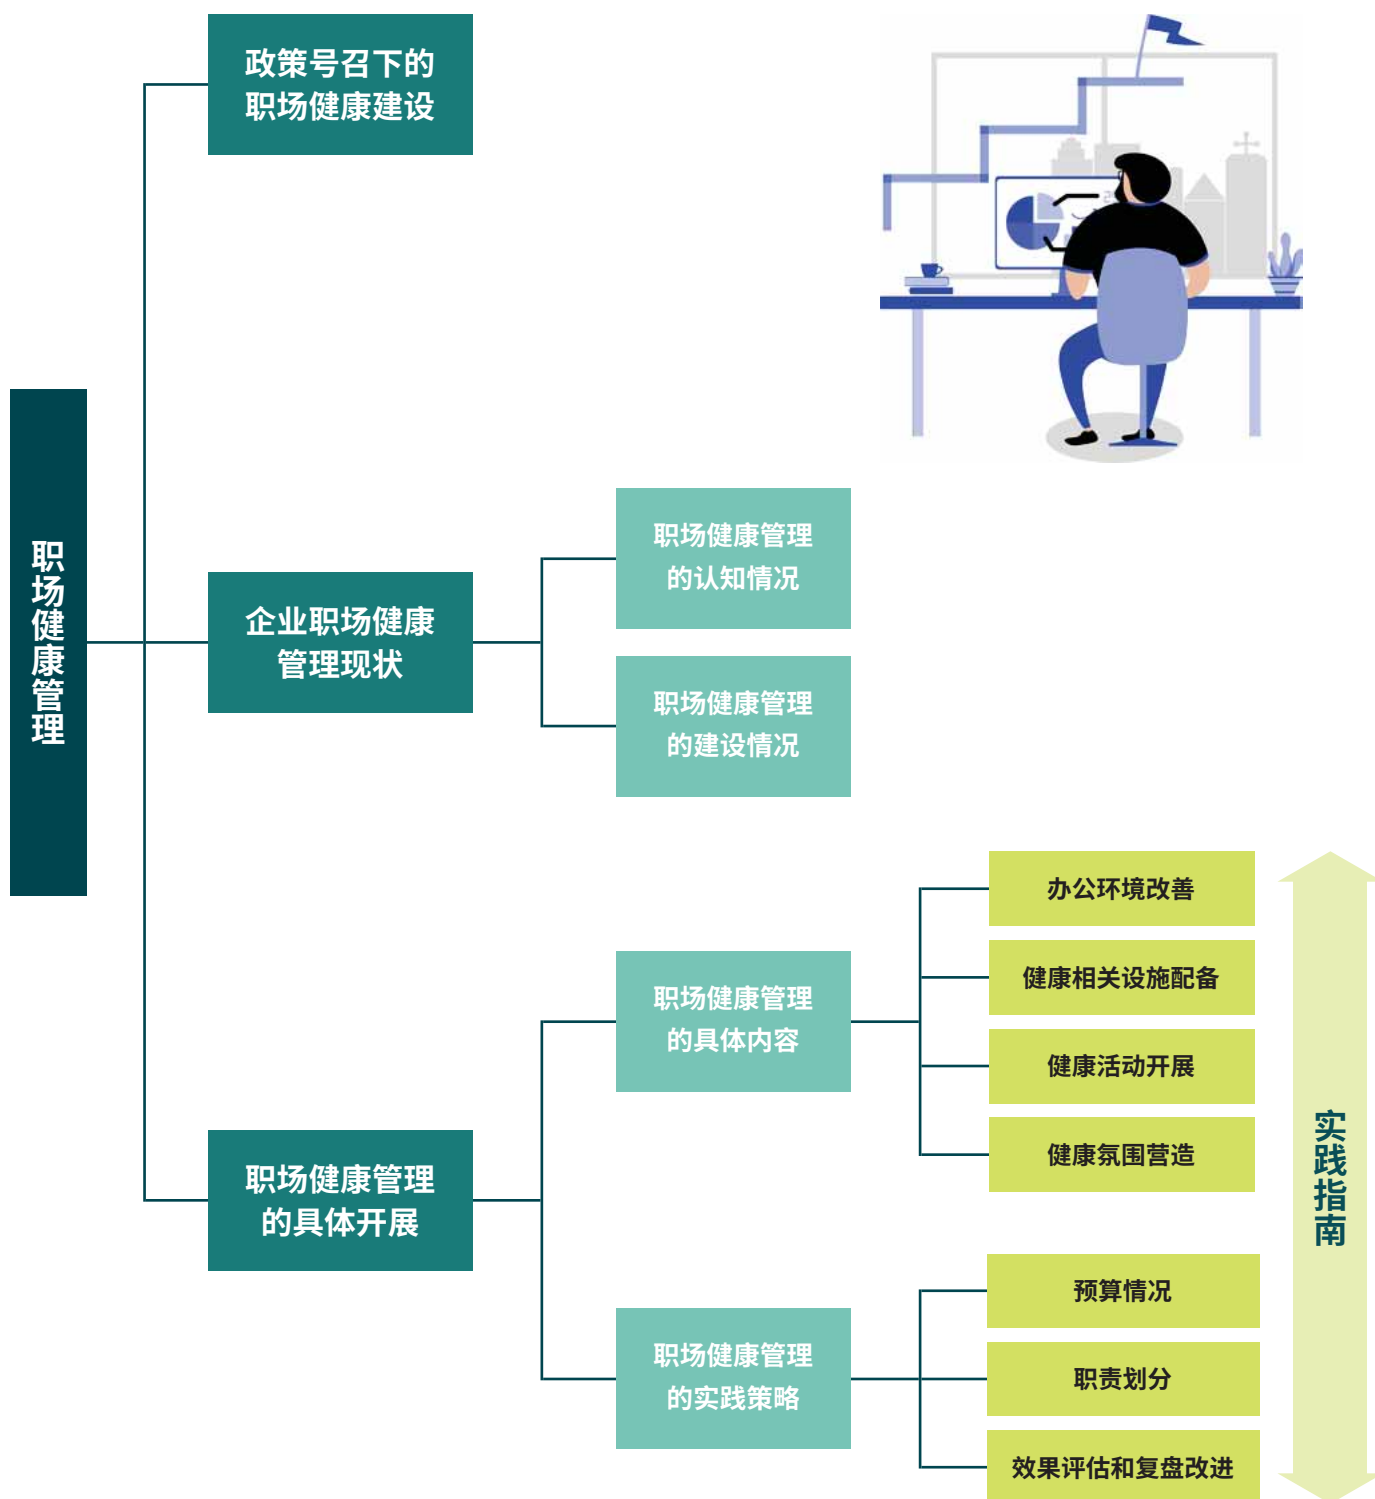 职场健康管理
政策号召下的
职场健康建设
企业职场健康
管理现状
职场健康管理
的认知情况
职场健康管理
的建设情况
职场健康管理
的具体开展
职场健康管理
的具体内容
办公环境改善
健康相关设施配备
健康活动开展
健康氛围营造
职场健康管理
的实践策略
预算情况
职责划分
效果评估和复盘改进
实践指南